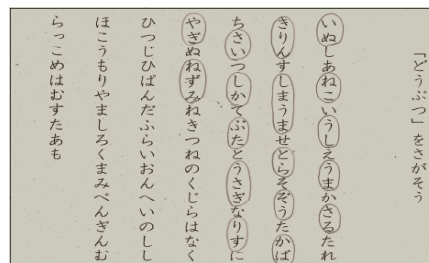 「どうぶつ」をさがそう
いぬしあねこいうしえうまかさるたれ
きりんすしまうませとらそぞうたかば
ちさいつしかてぶたとうさぎなりすに
やぎぬねずみねきつねのくじらはなく
ひつじひぱんだふらいおんへいのしし
ほこうもりやましろくまみぺんぎんむ
らっこめはむすたあも